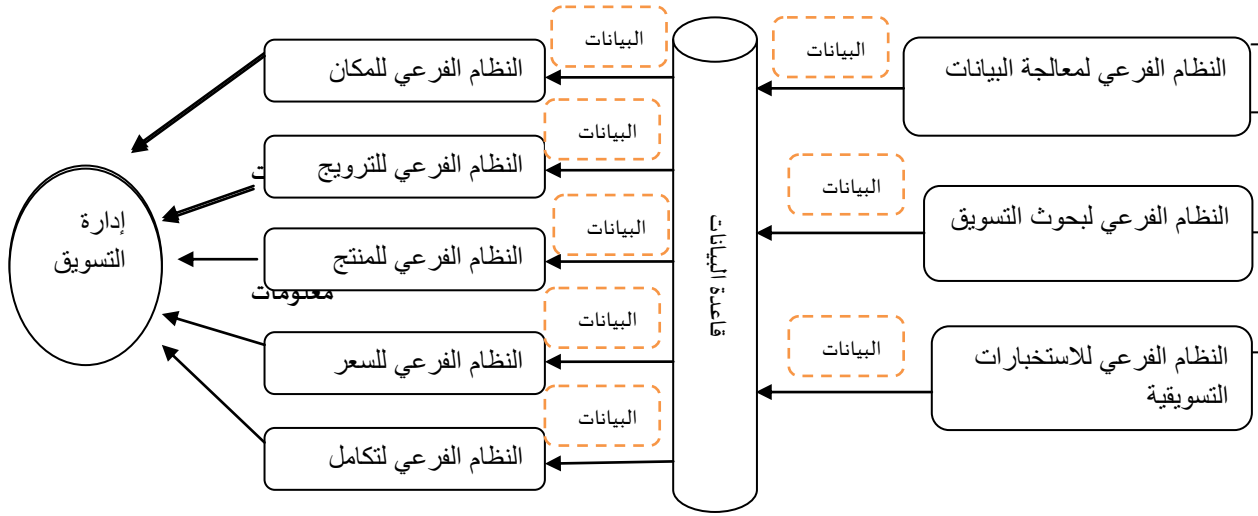 النظام الفرعي لمعالجة البيانات
النظام الفرعي لبحوث التسويق
النظام الفرعي للاستخبارات
التسويقية
البيانات
البيانات
البيانات
قاعدة البيانات
البيانات
البيانات
البيانات
البيانات
البيانات
النظام الفرعي للمكان
النظام الفرعي للترويج
النظام الفرعي للمنتج
النظام الفرعي للسعر
النظام الفرعي لتكامل
معلومات
إدارة
التسويق